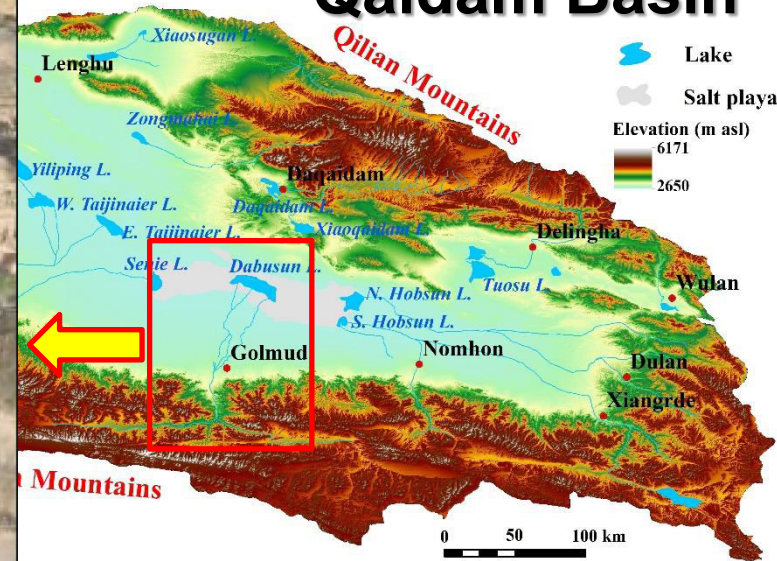 Qaidam Basin
Xiaosugan L.
Qilian Mountains
Lenghu
Lake
Salt playa
Elevation (m asl)
6171
2650
Zongmahai L.
Daqaidam
Yiliping L.
W. Taijinaier L.
Daqaidam L.
E. Taijinaier L.
Xiaoqaidam L.
Delingha
Senie L.
Dabusun L.
Tuosu L.
Wulan
N. Hobsun L.
S. Hobsun L.
Golmud
Nomhon
Dulan
Xiangrde
Mountains
0 50 100 km